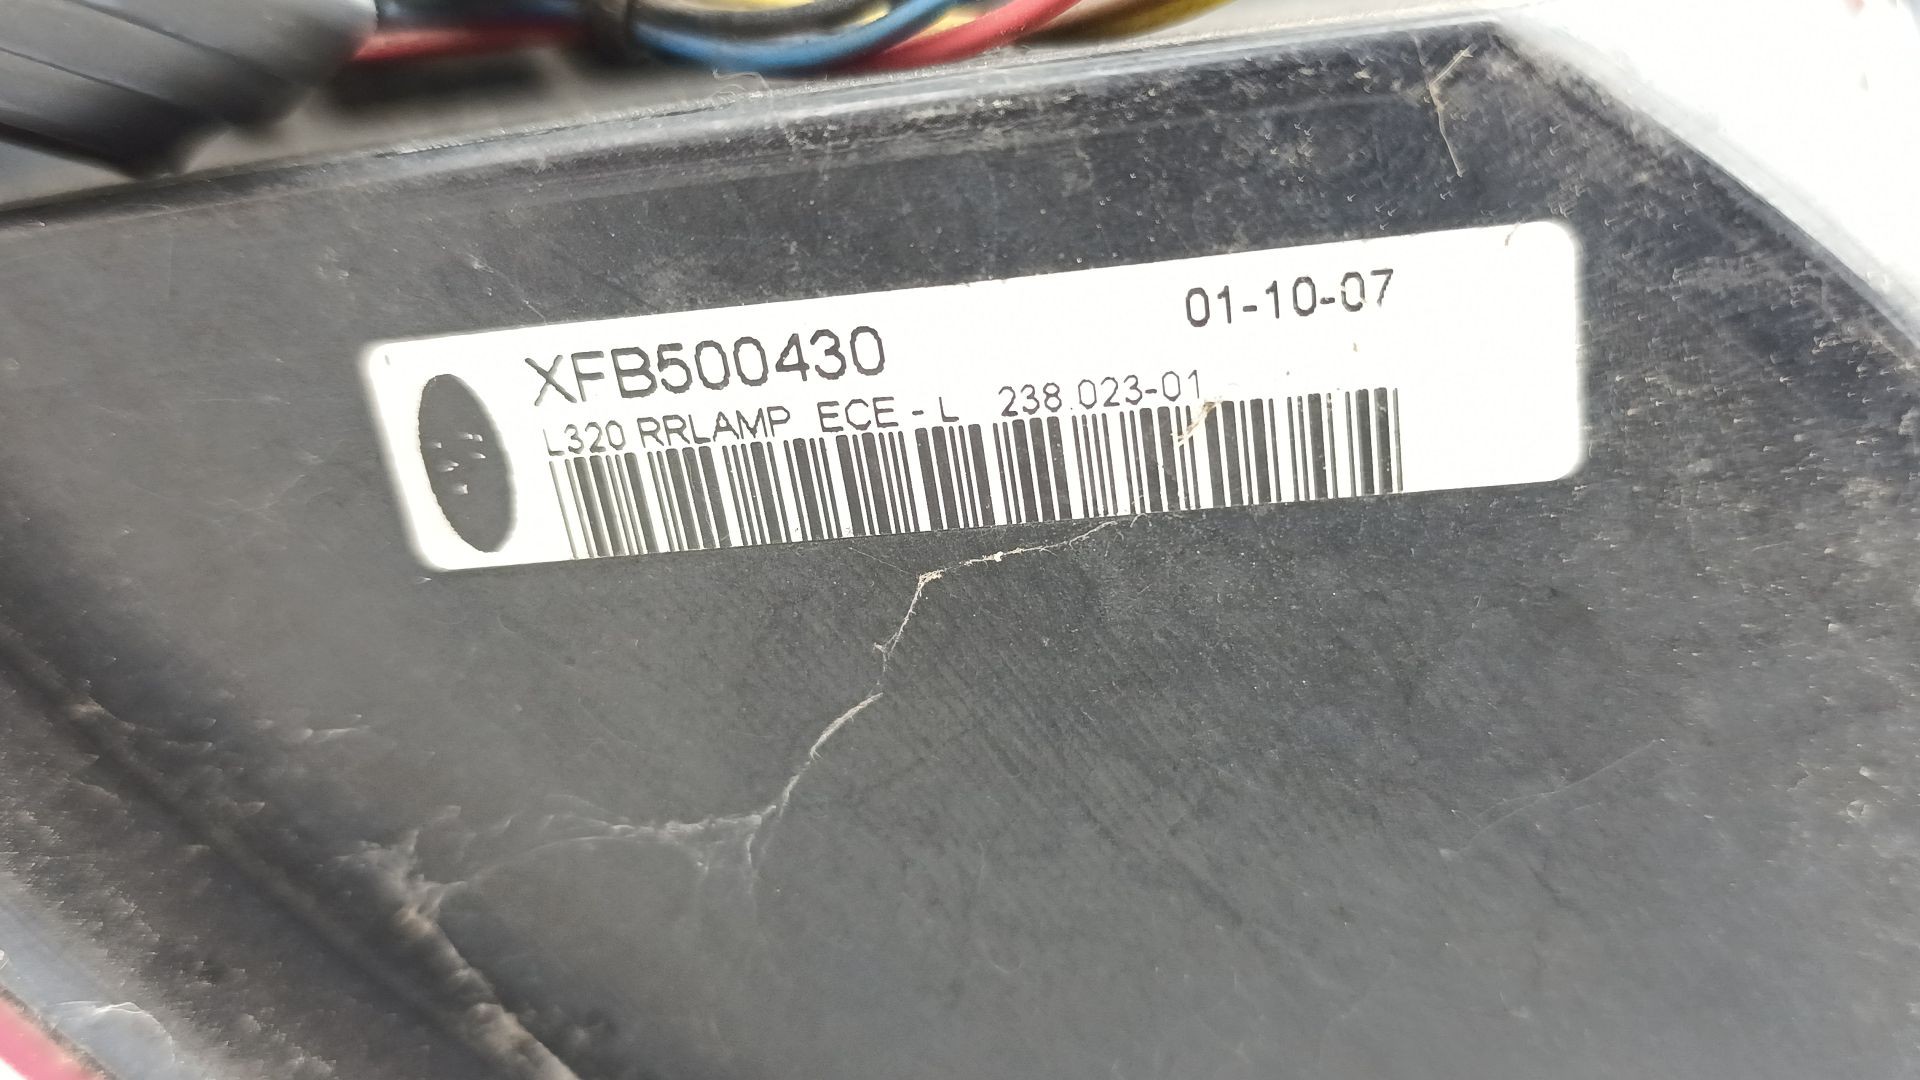 01-10-07
XFB500430
L320 RRLAMP ECE - L 238.023-01